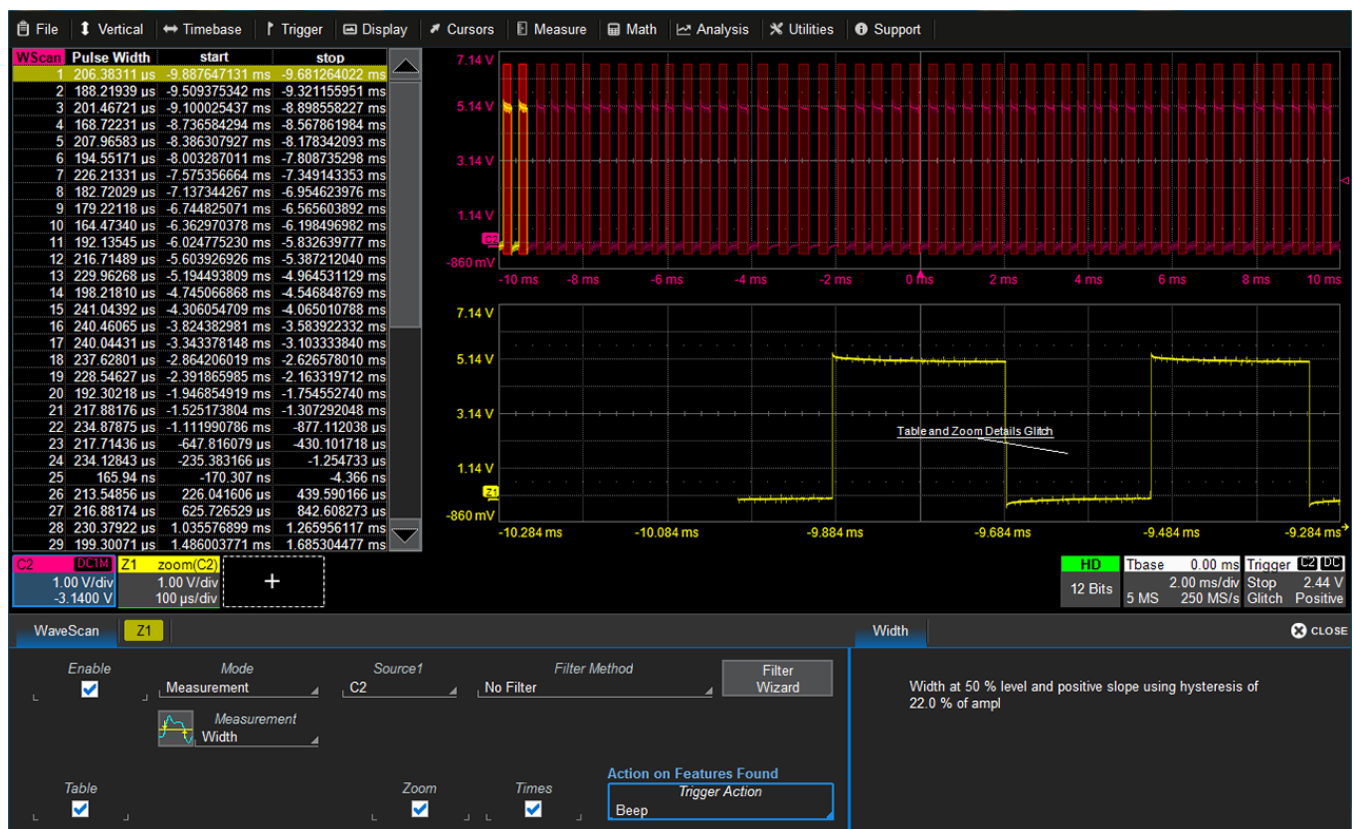 File Vertical Timebase Trigger Display Cursors Measure Math Analysis Utilities Support
WScan Pulse Width start stop
1 206.38311 µs -9.887647131 ms -9.681264022 ms
2 188.21939 µs -9.509375342 ms -9.321155951 ms
3 201.46721 µs -9.100025437 ms -8.898558227 ms
4 168.72231 µs -8.736584294 ms -8.567861984 ms
5 207.96583 µs -8.386307927 ms -8.178342093 ms
6 194.55171 µs -8.003287011 ms -7.808735298 ms
7 226.21331 µs -7.575356664 ms -7.349143353 ms
8 182.72029 µs -7.137344267 ms -6.954623976 ms
9 179.22118 µs -6.744825071 ms -6.565603892 ms
10 164.47340 µs -6.362970378 ms -6.198496982 ms
11 192.13545 µs -6.024775230 ms -5.832639777 ms
12 216.71489 µs -5.603926926 ms -5.387212040 ms
13 229.96268 µs -5.194493809 ms -4.964531129 ms
14 198.21810 µs -4.745066868 ms -4.546848769 ms
15 241.04392 µs -4.306054709 ms -4.065010788 ms
16 240.46065 µs -3.824382981 ms -3.583922332 ms
17 240.04431 µs -3.343378148 ms -3.103333840 ms
18 237.62801 µs -2.864206019 ms -2.626578010 ms
19 228.54627 µs -2.391865985 ms -2.163319712 ms
20 192.30218 µs -1.946854919 ms -1.754552740 ms
21 217.88176 µs -1.525173804 ms -1.307292048 ms
22 234.87875 µs -1.111990786 ms -877.112038 µs
23 217.71436 µs -647.816079 µs -430.101718 µs
24 234.12843 µs -235.383166 µs -1.254733 µs
25 165.94 ns -170.307 ns -4.366 ns
26 213.54856 µs 226.041606 µs 439.590166 µs
27 216.88174 µs 625.726529 µs 842.608273 µs
28 230.37922 µs 1.035576899 ms 1.265956117 ms
29 199.30071 µs 1.486003771 ms 1.685304477 ms
7.14 V
5.14 V
3.14 V
1.14 V
C2
-860 mV
-10 ms -8 ms -6 ms -4 ms -2 ms 0 ms 2 ms 4 ms 6 ms 8 ms 10 ms
7.14 V
5.14 V
3.14 V
Table and Zoom Details Glitch
1.14 V
Z1
-860 mV
-10.284 ms -10.084 ms -9.884 ms -9.684 ms -9.484 ms -9.284 ms
C2 DC1M
1.00 V/div
-3.1400 V
Z1 zoom(C2)
1.00 V/div
100 µs/div
+
HD
12 Bits
Tbase 0.00 ms
2.00 ms/div
5 MS 250 MS/s
Trigger C2 DC
Stop 2.44 V
Glitch Positive
WaveScan Z1
Width CLOSE
Enable Mode Source1 Filter Method
Measurement C2 No Filter
Filter
Wizard
Measurement
Width
Width at 50 % level and positive slope using hysteresis of
22.0 % of ampl
Action on Features Found
Table Zoom Times Trigger Action
Beep